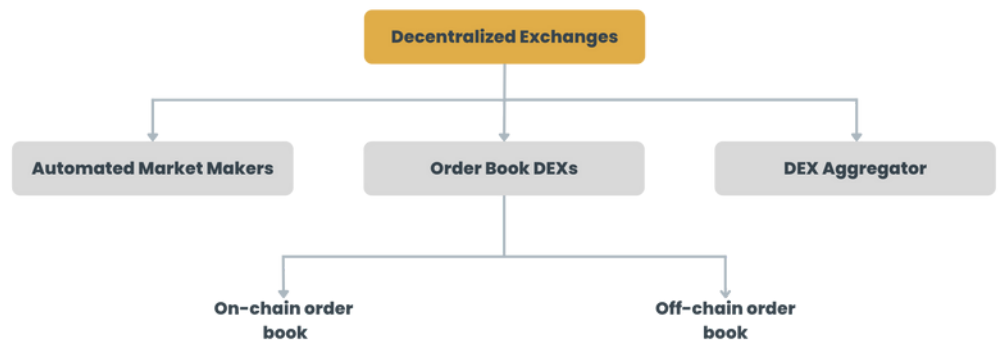 Decentralized Exchanges
Automated Market Makers
Order Book DEXs
DEX Aggregator
On-chain order
book
Off-chain order
book